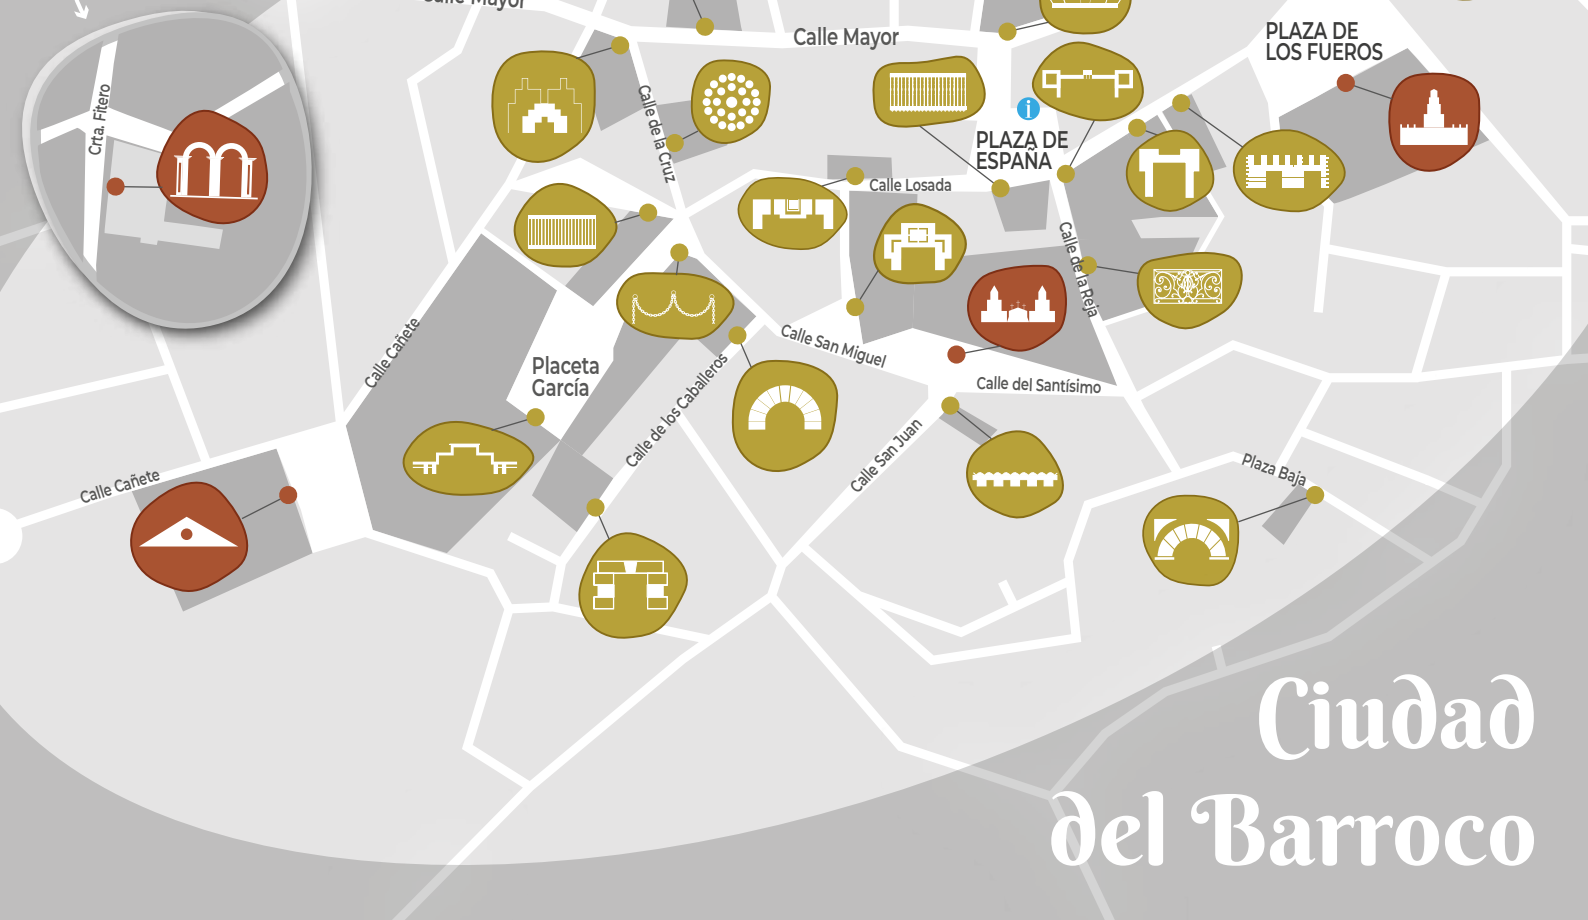 Calle Mayor
Calle Mayor
PLAZA DE
LOS FUEROS
Crta. Fitero
Calle de la Cruz
i
PLAZA DE
ESPAÑA
Calle Losada
Calle de la Reja
Calle Cañete
Placeta
García
Calle San Miguel
Calle del Santísimo
Calle de los Caballeros
Calle San Juan
Plaza Baja
Calle Cañete
Ciudad
del Barroco